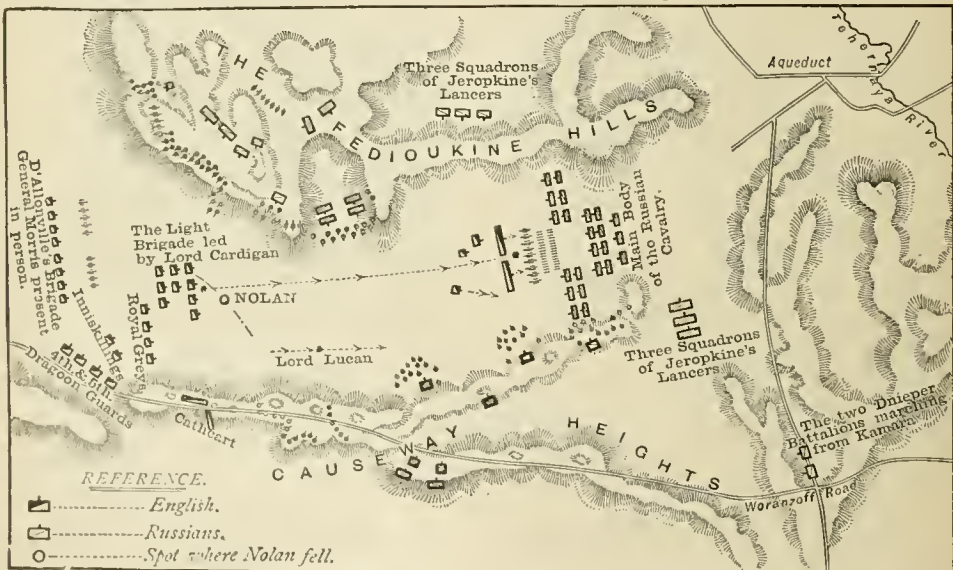 THE
FEDIOUKINE HILLS
Three Squadrons
of Jeropkine's
Lancers
Aqueduct
Tchernaya River
D'Allonville's Brigade
General Morris present
in person.
The Light
Brigade led
by Lord Cardigan
NOLAN
Main Body
of the Russian
Cavalry.
Inniskillings
Royal Greys
4th & 5th
Dragoon Guards
Lord Lucan
Cathcart
Three Squadrons
of Jeropkine's
Lancers
The two Dnieper
Battalions marching
from Kamara
CAUSEWAY HEIGHTS
Woranzoff Road
REFERENCE.
English.
Russians.
Spot where Nolan fell.